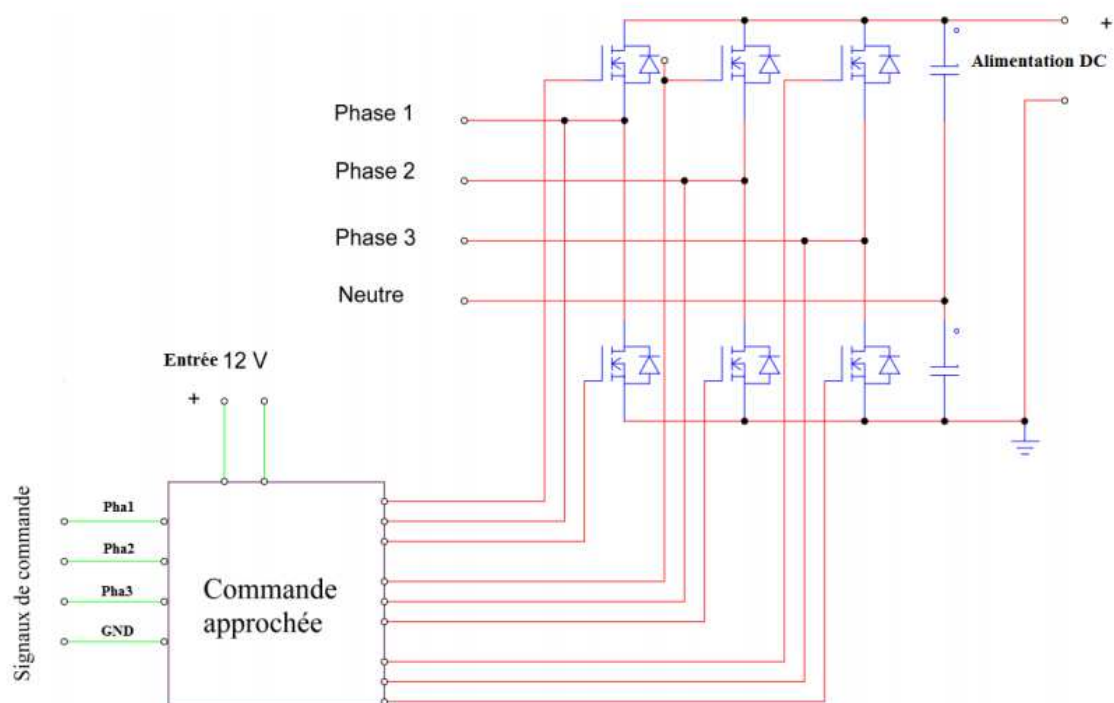 +
Alimentation DC
Phase 1
Phase 2
Phase 3
Neutre
Entrée 12 V
+
Signaux de commande
Pha1
Pha2
Pha3
GND
Commande
approchée